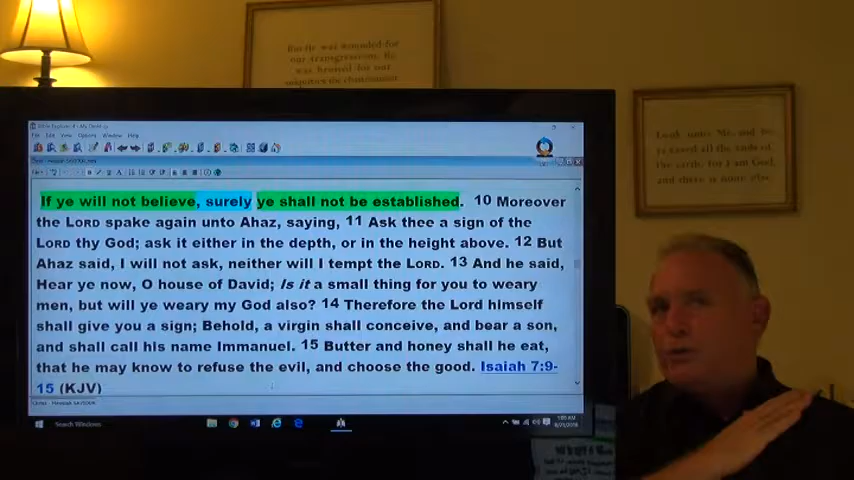 But He was wounded for
our transgressions, He
was bruised for our
File Edit View Options Window Help
If ye will not believe, surely ye shall not be established. 10 Moreover
the LORD spake again unto Ahaz, saying, 11 Ask thee a sign of the
LORD thy God; ask it either in the depth, or in the height above. 12 But
Ahaz said, I will not ask, neither will I tempt the LORD. 13 And he said,
Hear ye now, O house of David; Is it a small thing for you to weary
men, but will ye weary my God also? 14 Therefore the Lord himself
shall give you a sign; Behold, a virgin shall conceive, and bear a son,
and shall call his name Immanuel. 15 Butter and honey shall he eat,
that he may know to refuse the evil, and choose the good. Isaiah 7:9-
15 (KJV)
Search Windows
Look unto Me, and be
ye saved all the ends of
the earth, for I am God,
and there is none else.